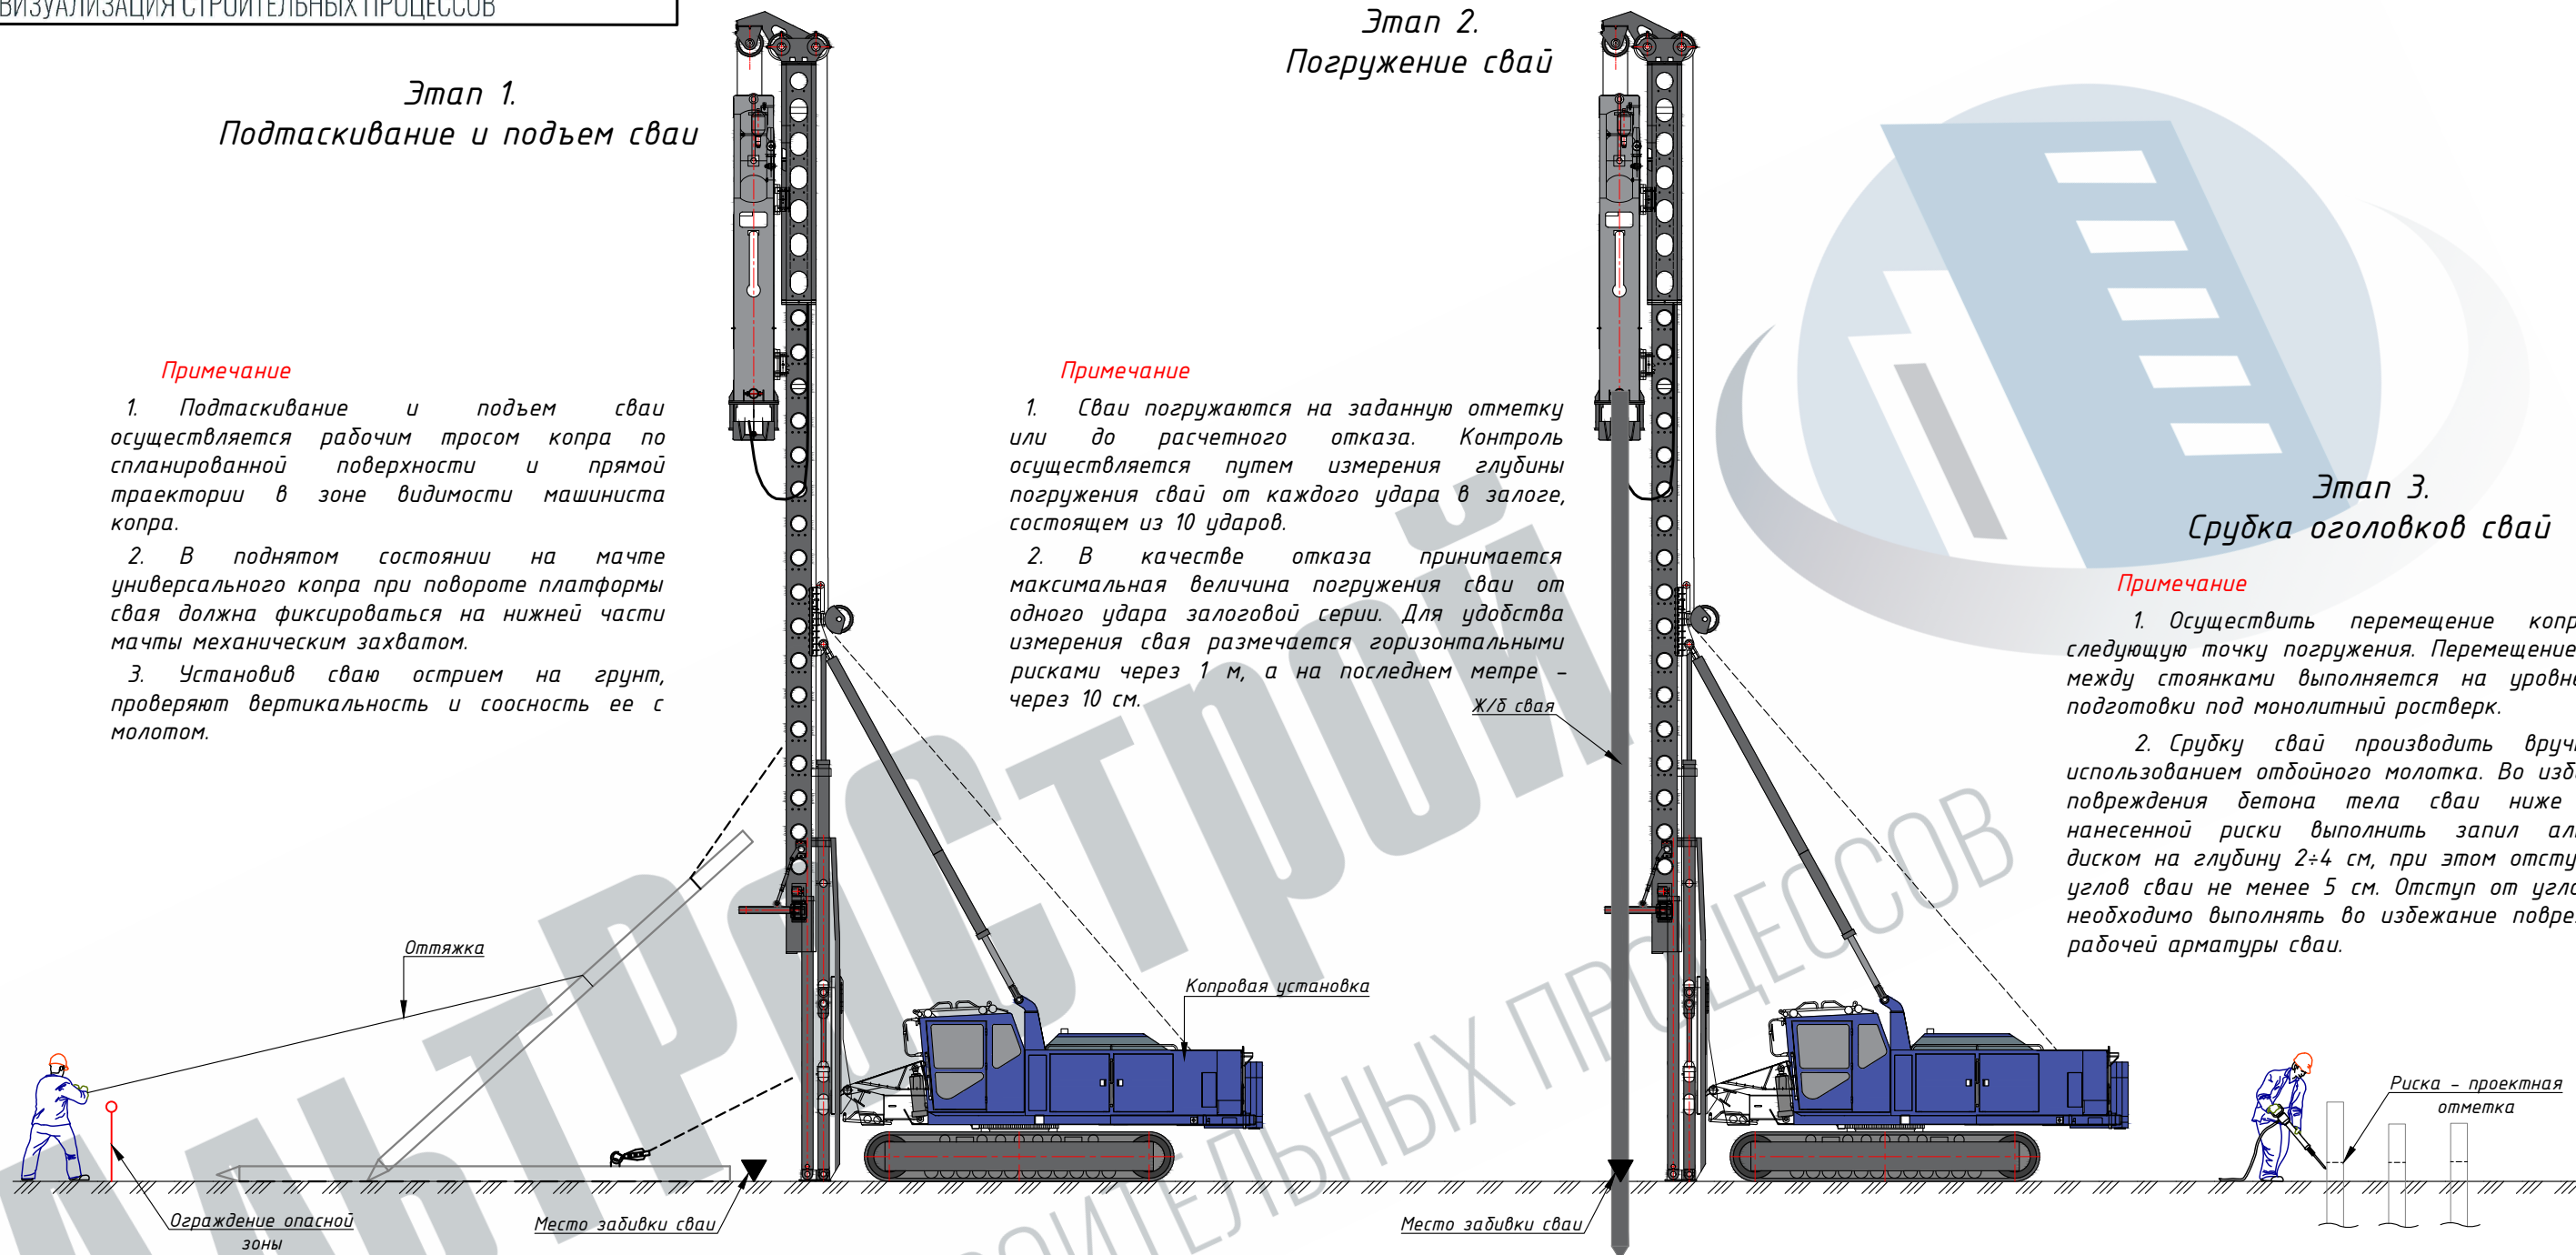 ВИЗУАЛИЗАЦИЯ СТРОИТЕЛЬНЫХ ПРОЦЕССОВ
Этап 1.
Подтаскивание и подъем сваи
Примечание
1. Подтаскивание и подъем сваи
осуществляется рабочим тросом копра по
спланированной поверхности и прямой
траектории в зоне видимости машиниста
копра.
2. В поднятом состоянии на мачте
универсального копра при повороте платформы
свая должна фиксироваться на нижней части
мачты механическим захватом.
3. Установив сваю острием на грунт,
проверяют вертикальность и соосность ее с
молотом.
Оттяжка
Ограждение опасной
зоны
Место забивки сваи
Копровая установка
Этап 2.
Погружение свай
Примечание
1. Сваи погружаются на заданную отметку
или до расчетного отказа. Контроль
осуществляется путем измерения глубины
погружения свай от каждого удара в залоге,
состоящем из 10 ударов.
2. В качестве отказа принимается
максимальная величина погружения сваи от
одного удара залоговой серии. Для удобства
измерения свая размечается горизонтальными
рисками через 1 м, а на последнем метре –
через 10 см.
Ж/б свая
Место забивки сваи
Этап 3.
Срубка оголовков свай
Примечание
1. Осуществить перемещение
следующую точку погружения. Перемещение
между стоянками выполняется на
подготовки под монолитный ростверк.
2. Срубку свай производить
использованием отбойного молотка. Во
повреждения бетона тела сваи ниже
нанесенной риски выполнить запил
диском на глубину 2÷4 см, при этом
углов сваи не менее 5 см. Отступ от
необходимо выполнять во избежание
рабочей арматуры сваи.
Риска – проектная
отметка
АЛЬТРОСТРОЙ
СТРОИТЕЛЬНЫХ ПРОЦЕССОВ